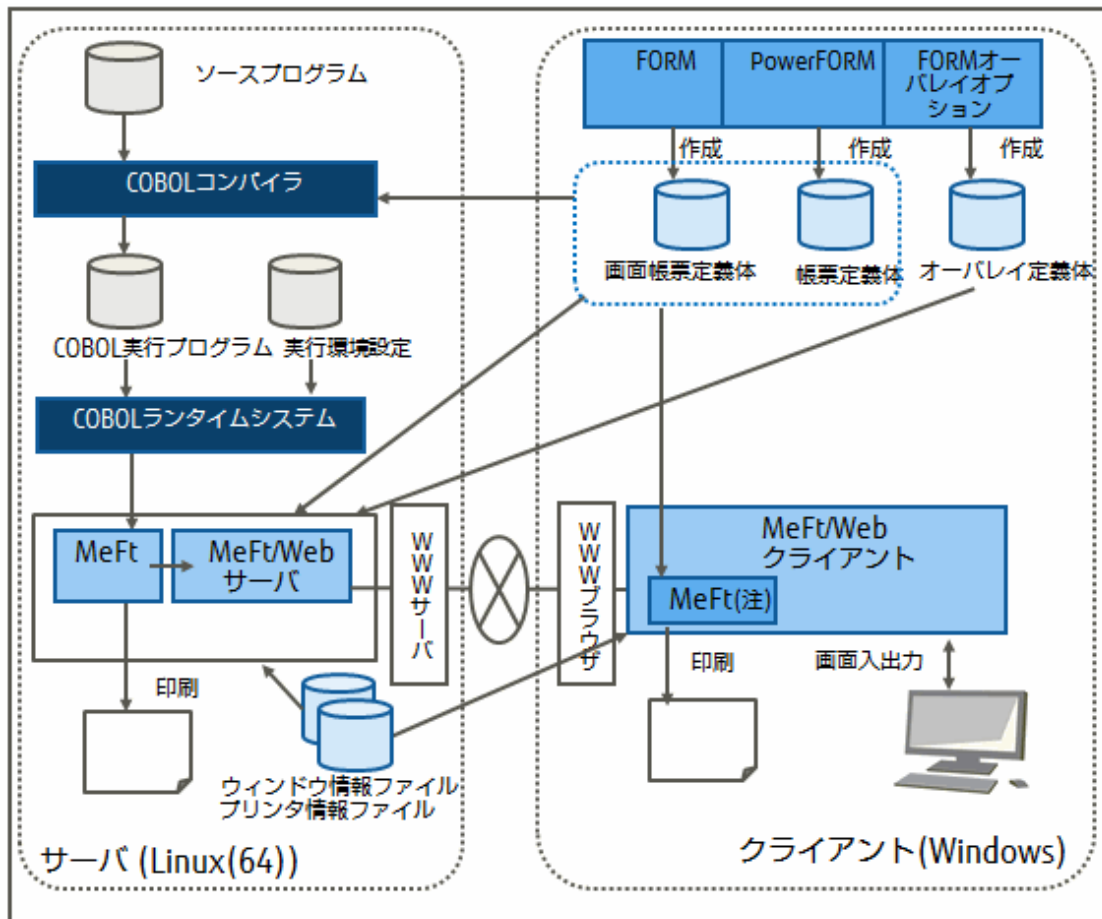 ソースプログラム
COBOLコンパイラ
COBOL実行プログラム
実行環境設定
COBOLランタイムシステム
MeFt
MeFt/Web
サーバ
WWWサーバ
印刷
ウィンドウ情報ファイル
プリンタ情報ファイル
サーバ (Linux(64))
FORM
PowerFORM
FORMオー
バレイオプ
ション
作成
作成
作成
画面帳票定義体
帳票定義体
オーバレイ定義体
WWWブラウザ
MeFt/Web
クライアント
MeFt(注)
印刷
画面入出力
クライアント(Windows)